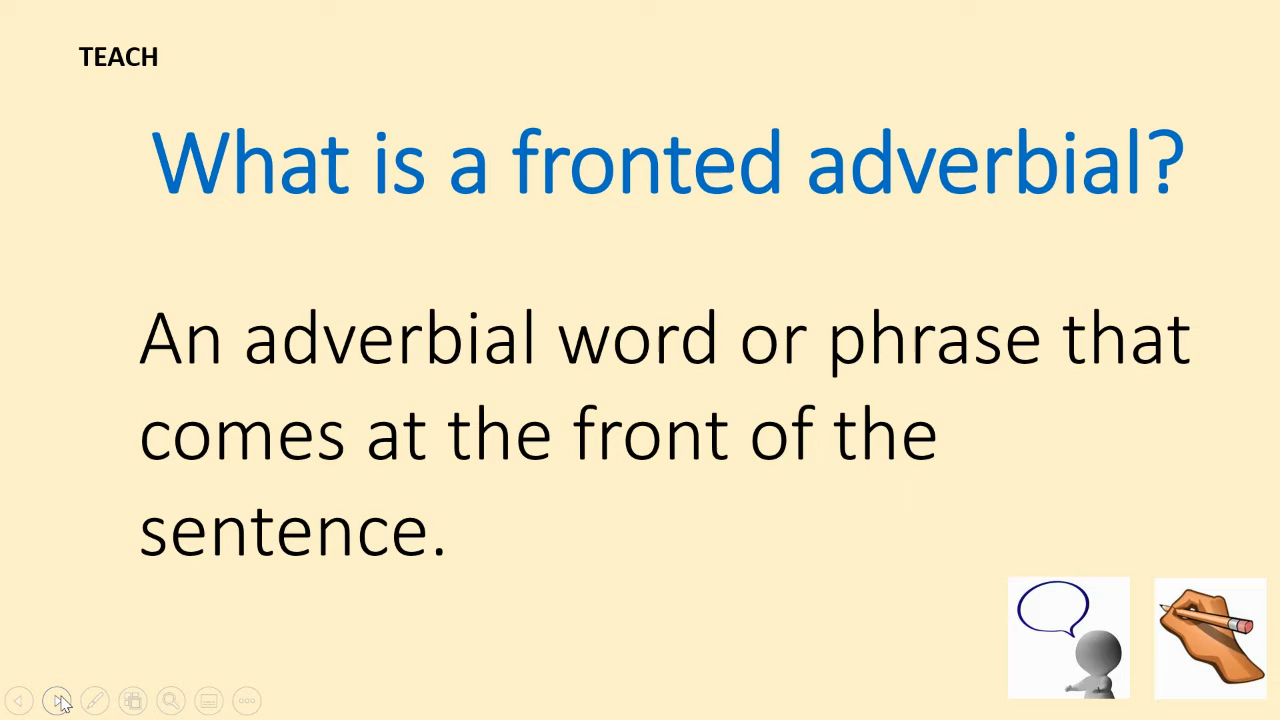 TEACH
What is a fronted adverbial?
An adverbial word or phrase that
comes at the front of the
sentence.